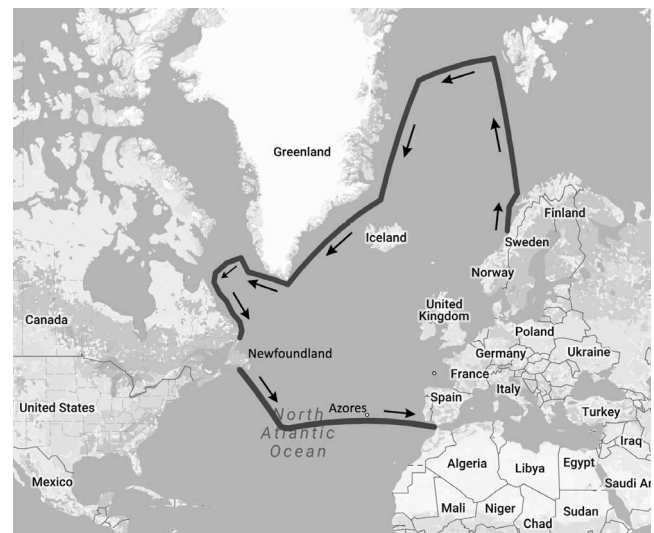 Greenland
Iceland
Finland
Sweden
Norway
Canada
United
Kingdom
Newfoundland
Poland
Germany
Ukraine
France
Italy
Azores
Spain
United States
North
Atlantic
Ocean
Turkey
Iraq
Algeria
Libya
Egypt
Saudi Ar
Mexico
Mali
Niger
Sudan
Chad